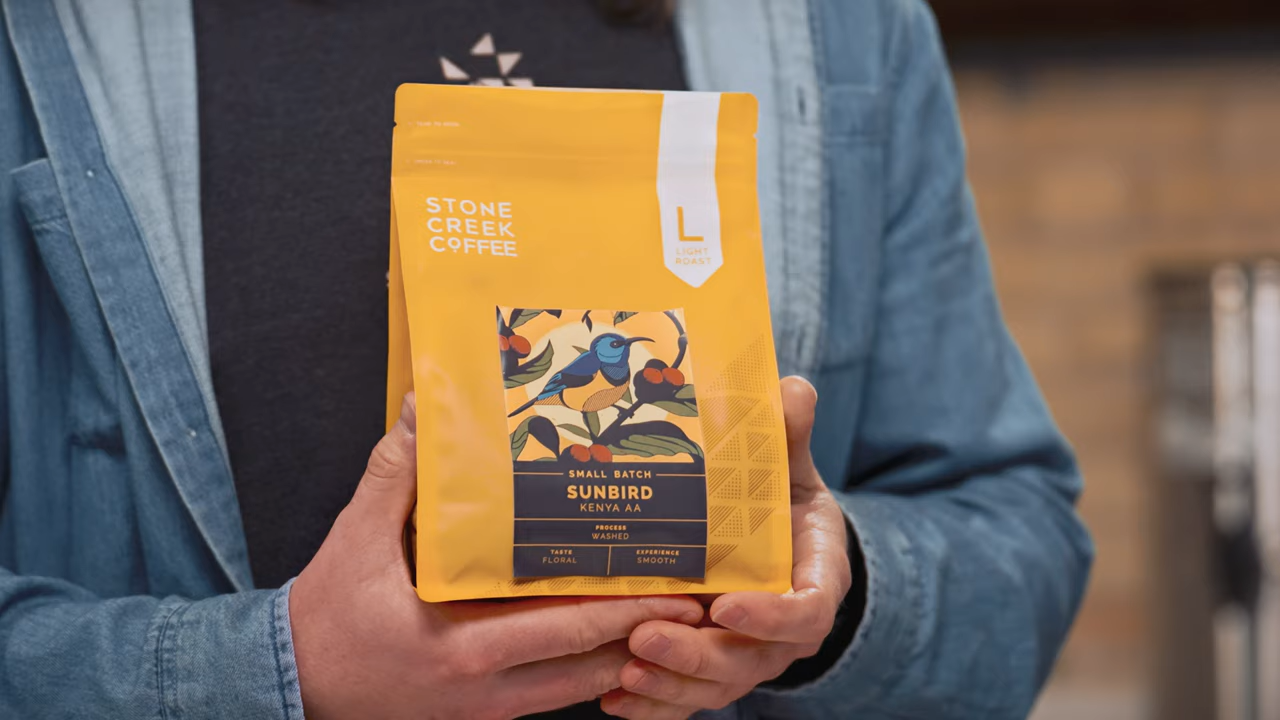 STONE
CREEK
COFFEE
L
LIGHT
ROAST
SMALL BATCH
SUNBIRD
KENYA AA
PROCESS
WASHED
TASTE
FLORAL
EXPERIENCE
SMOOTH